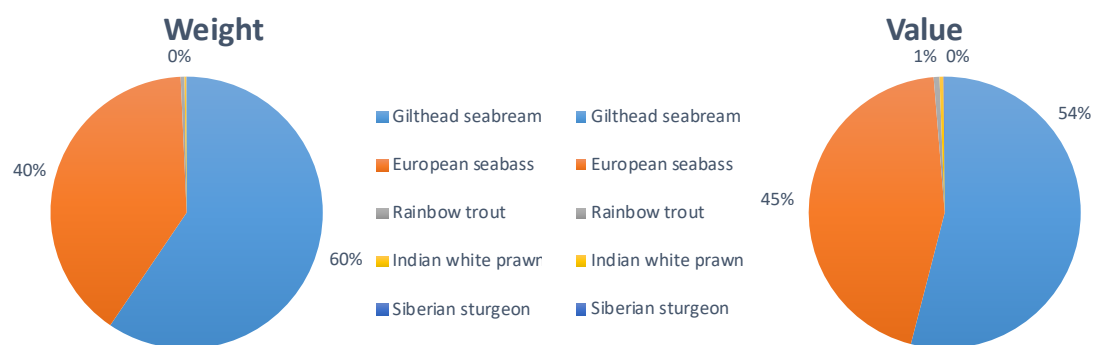 Weight
0%
40%
60%
Gilthead seabream
European seabass
Rainbow trout
Indian white prawn
Siberian sturgeon
Value
1% 0%
54%
45%
Gilthead seabream
European seabass
Rainbow trout
Indian white prawn
Siberian sturgeon